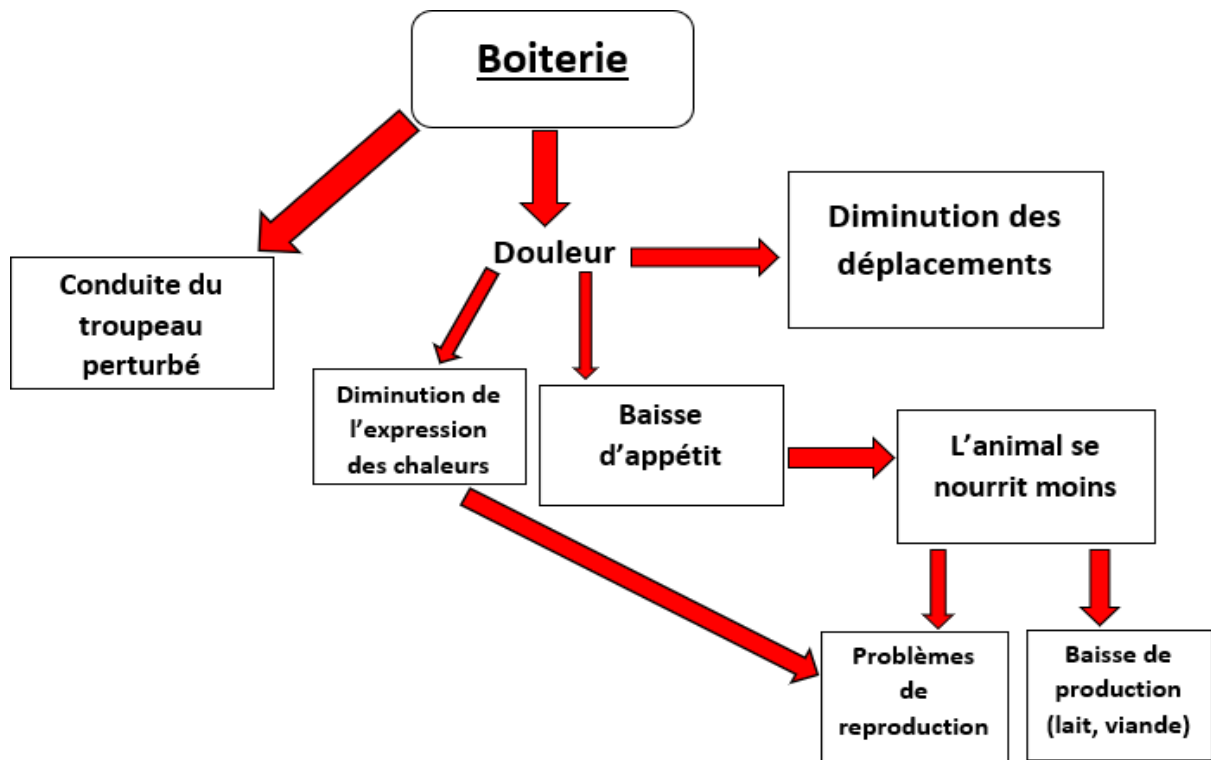 Boiterie
Douleur
Diminution des
déplacements
Conduite du
troupeau
perturbé
Diminution de
l’expression
des chaleurs
Baisse
d’appétit
L’animal se
nourrit moins
Problèmes
de
reproduction
Baisse de
production
(lait, viande)